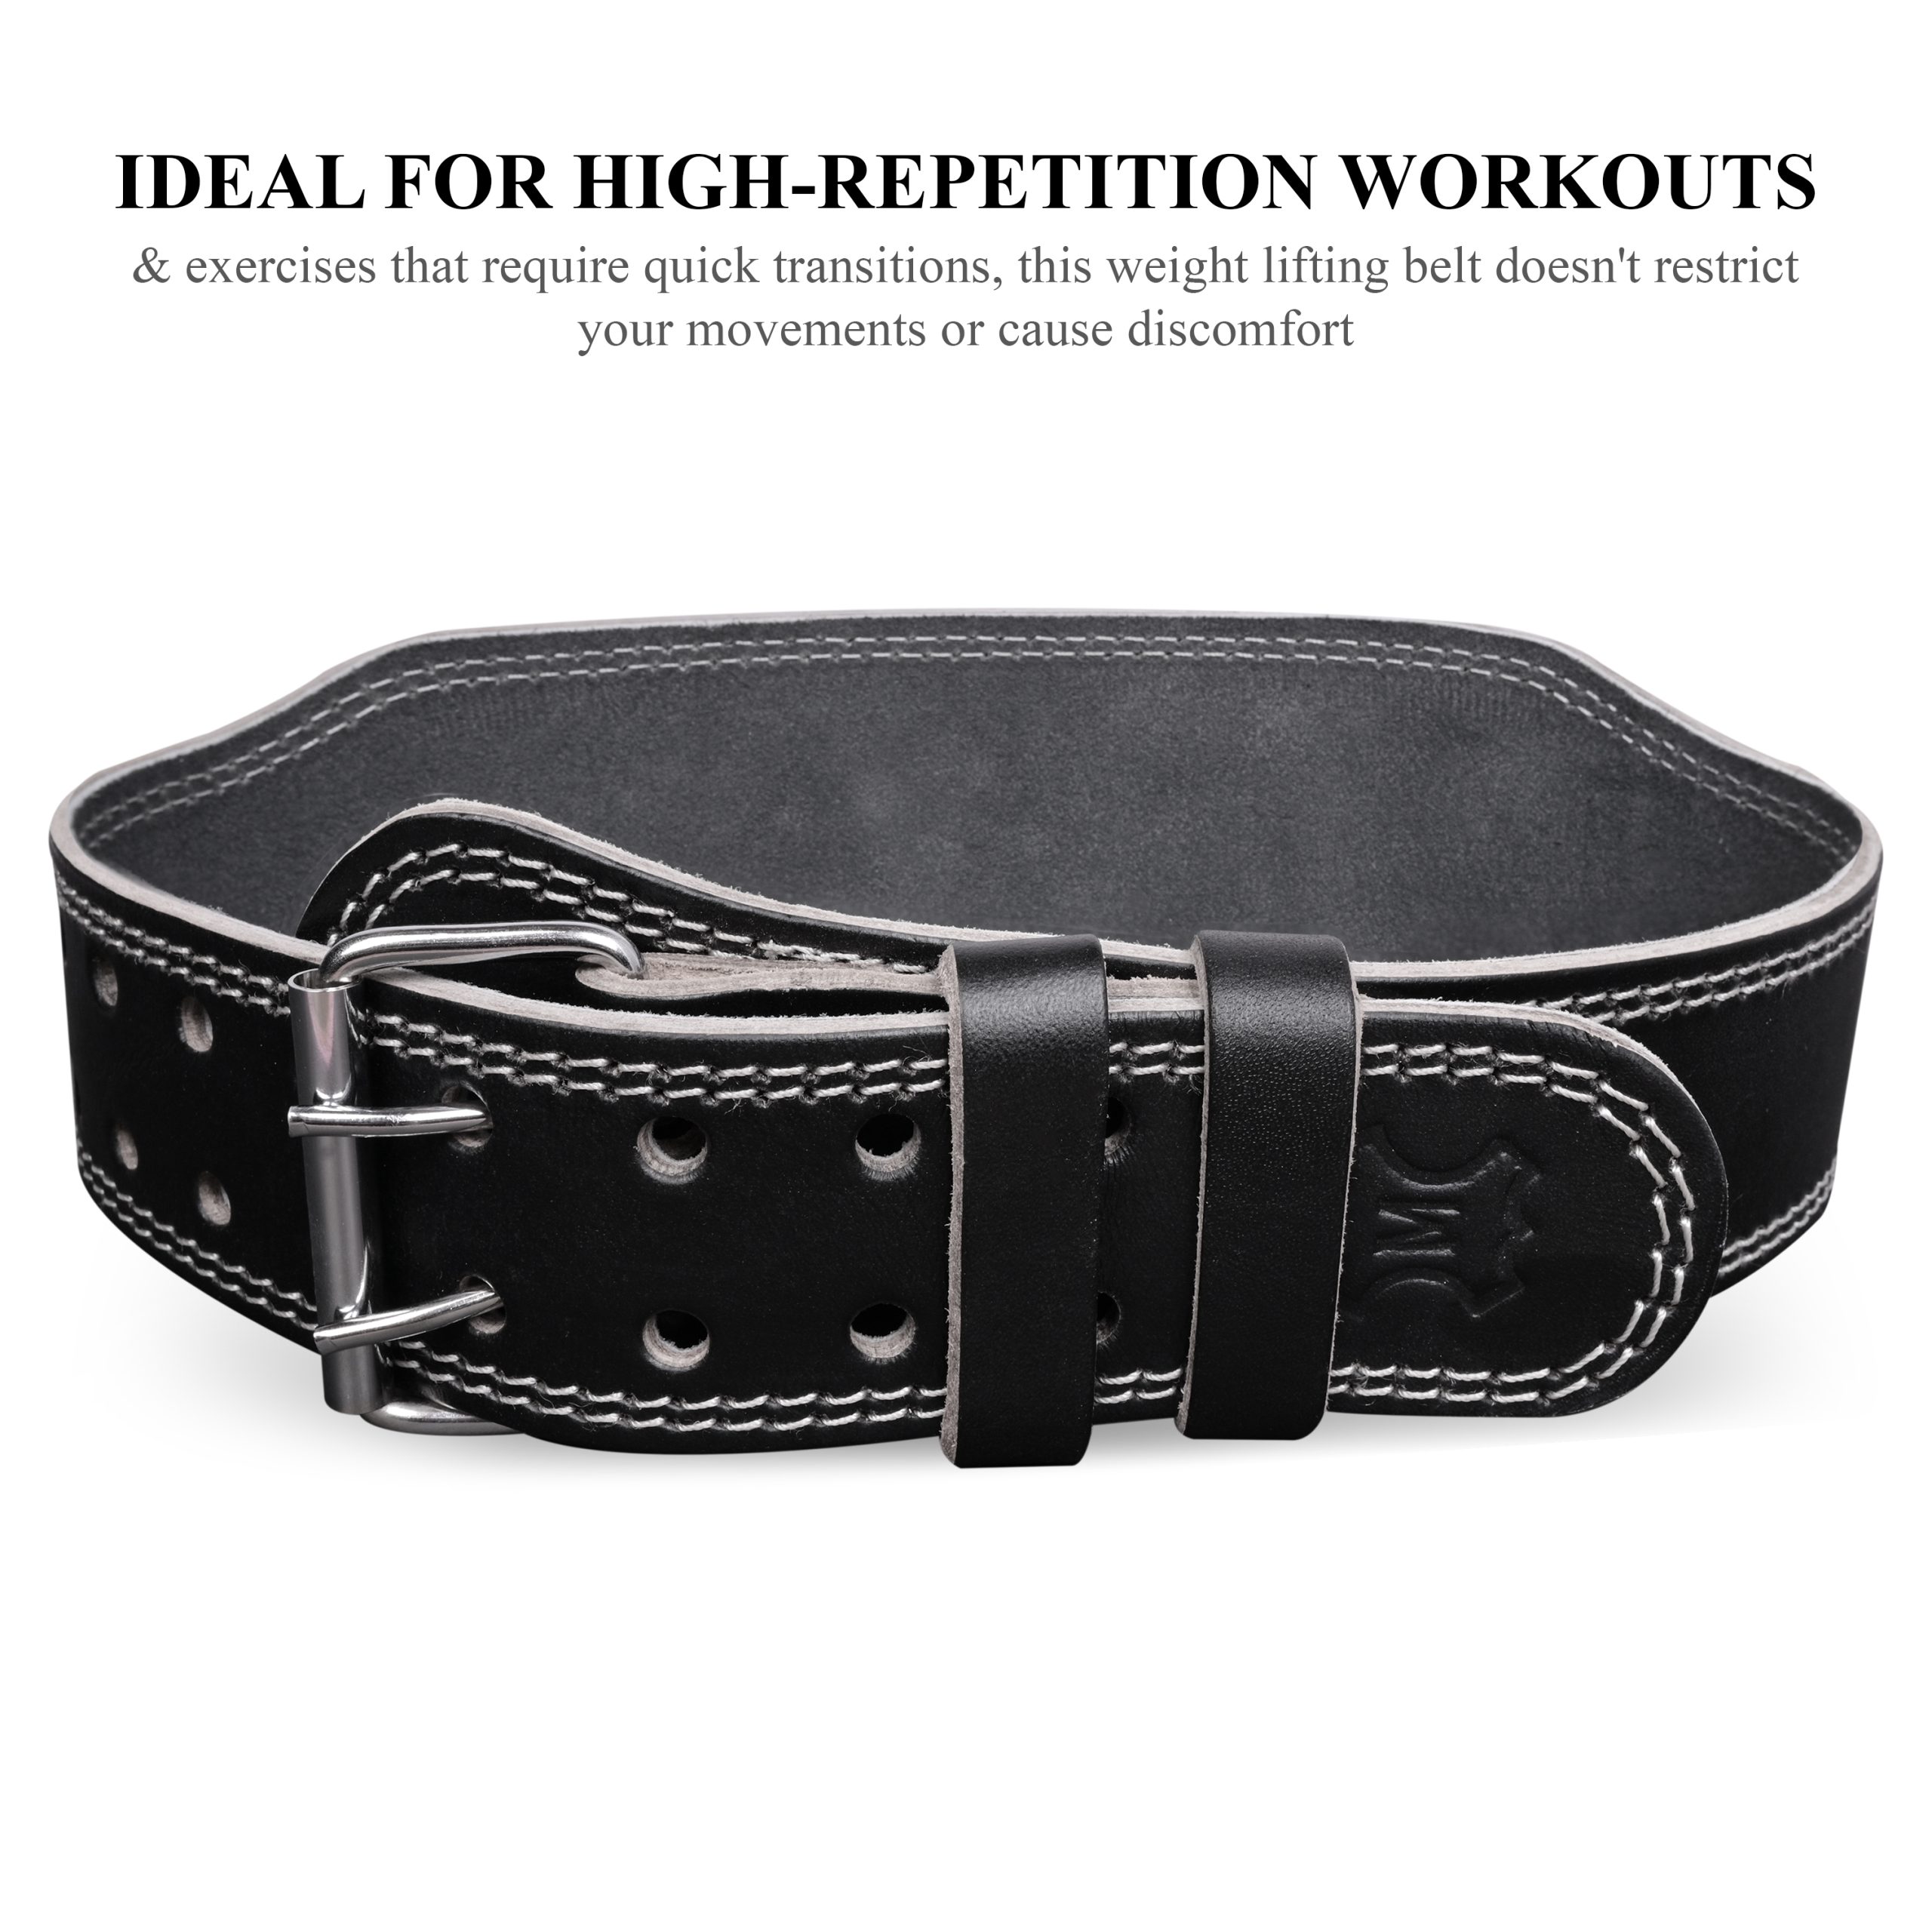 IDEAL FOR HIGH-REPETITION WORKOUTS
& exercises that require quick transitions, this weight lifting belt doesn't restrict
your movements or cause discomfort